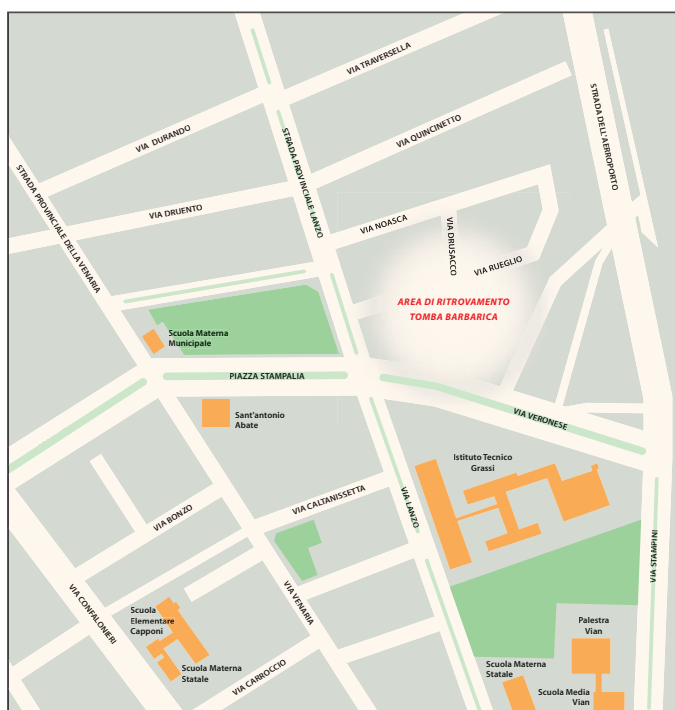 VIA TRAVERSELLA
VIA DURANDO
VIA QUINCINETTO
STRADA DELL'AERROPORTO
STRADA PROVINCIALE LANZO
STRADA PROVINCIALE DELLA VENARIA
VIA DRUENTO
VIA NOASCA
VIA DRUSACCO
VIA RUEGLIO
AREA DI RITROVAMENTO
TOMBA BARBARICA
Scuola Materna
Municipale
PIAZZA STAMPALIA
Sant'antonio
Abate
VIA VERONESE
Istituto Tecnico
Grassi
VIA CALTANISSETTA
VIA LANZO
VIA BONZO
VIA STAMPINI
VIA CONFALONIERI
VIA VENARIA
Scuola
Elementare
Capponi
Palestra
Vian
Scuola Materna
Statale
VIA CARROCCIO
Scuola Materna
Statale
Scuola Media
Vian